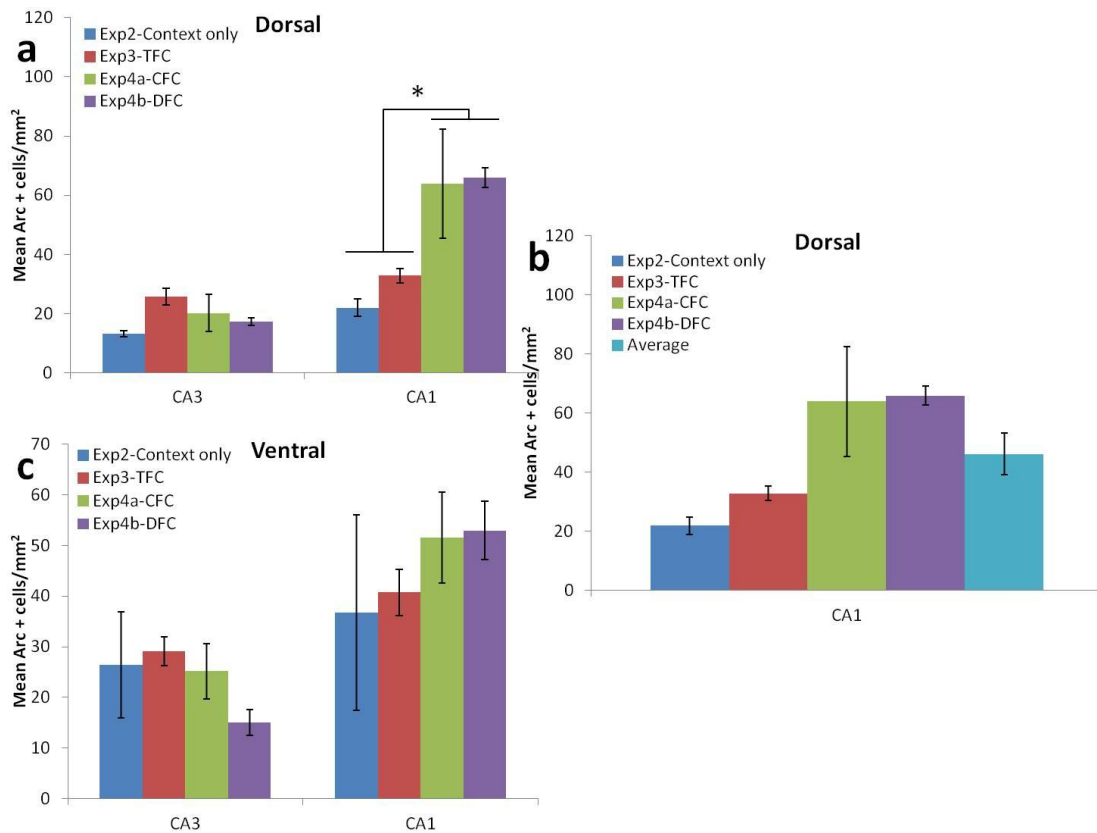 a
Dorsal
Exp2-Context only
Exp3-TFC
Exp4a-CFC
Exp4b-DFC
Mean Arc + cells/mm²
120
100
80
60
40
20
0
*
CA3
CA1
b
Dorsal
Exp2-Context only
Exp3-TFC
Exp4a-CFC
Exp4b-DFC
Average
Mean Arc + cells/mm²
120
100
80
60
40
20
0
CA1
c
Ventral
Exp2-Context only
Exp3-TFC
Exp4a-CFC
Exp4b-DFC
Mean Arc + cells/mm²
70
60
50
40
30
20
10
0
CA3
CA1